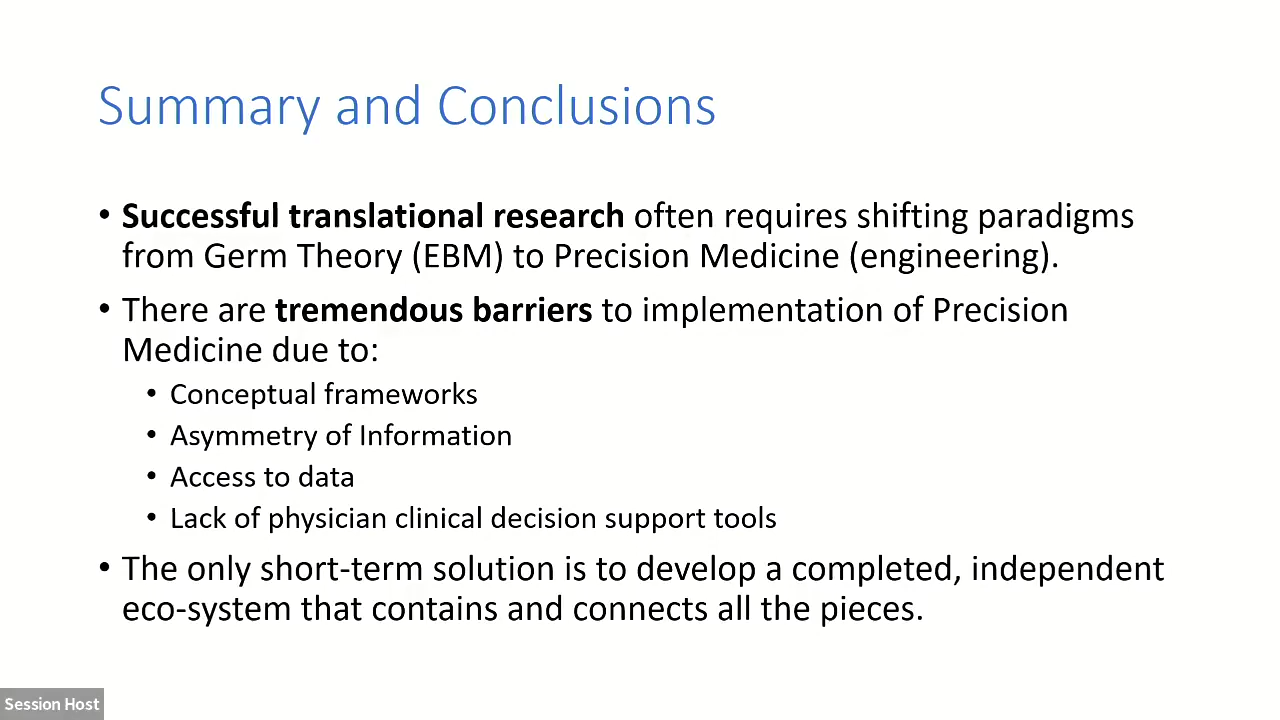 Summary and Conclusions
• Successful translational research often requires shifting paradigms
from Germ Theory (EBM) to Precision Medicine (engineering).
• There are tremendous barriers to implementation of Precision
Medicine due to:
• Conceptual frameworks
• Asymmetry of Information
• Access to data
• Lack of physician clinical decision support tools
• The only short-term solution is to develop a completed, independent
eco-system that contains and connects all the pieces.
Session Host